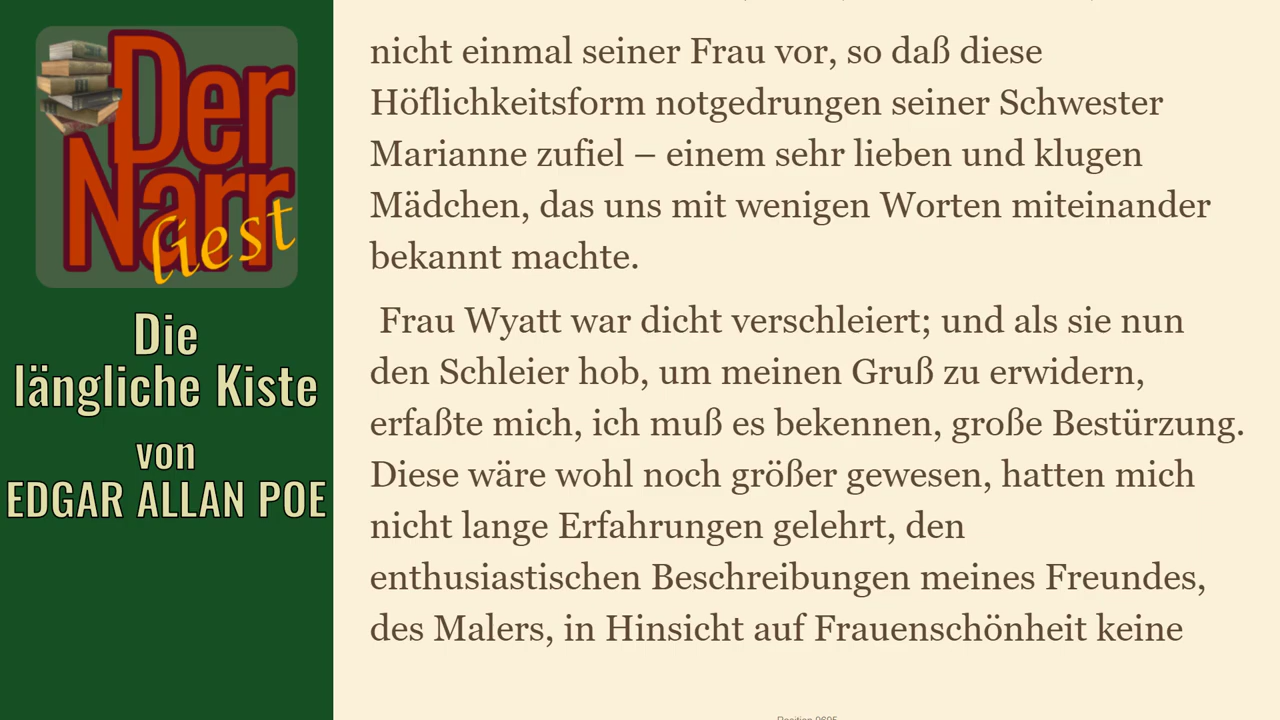 Der
Narr
liest
Die
längliche Kiste
von
EDGAR ALLAN POE
nicht einmal seiner Frau vor, so daß diese
Höflichkeitsform notgedrungen seiner Schwester
Marianne zufiel – einem sehr lieben und klugen
Mädchen, das uns mit wenigen Worten miteinander
bekannt machte.
Frau Wyatt war dicht verschleiert; und als sie nun
den Schleier hob, um meinen Gruß zu erwidern,
erfaßte mich, ich muß es bekennen, große Bestürzung.
Diese wäre wohl noch größer gewesen, hatten mich
nicht lange Erfahrungen gelehrt, den
enthusiastischen Beschreibungen meines Freundes,
des Malers, in Hinsicht auf Frauenschönheit keine